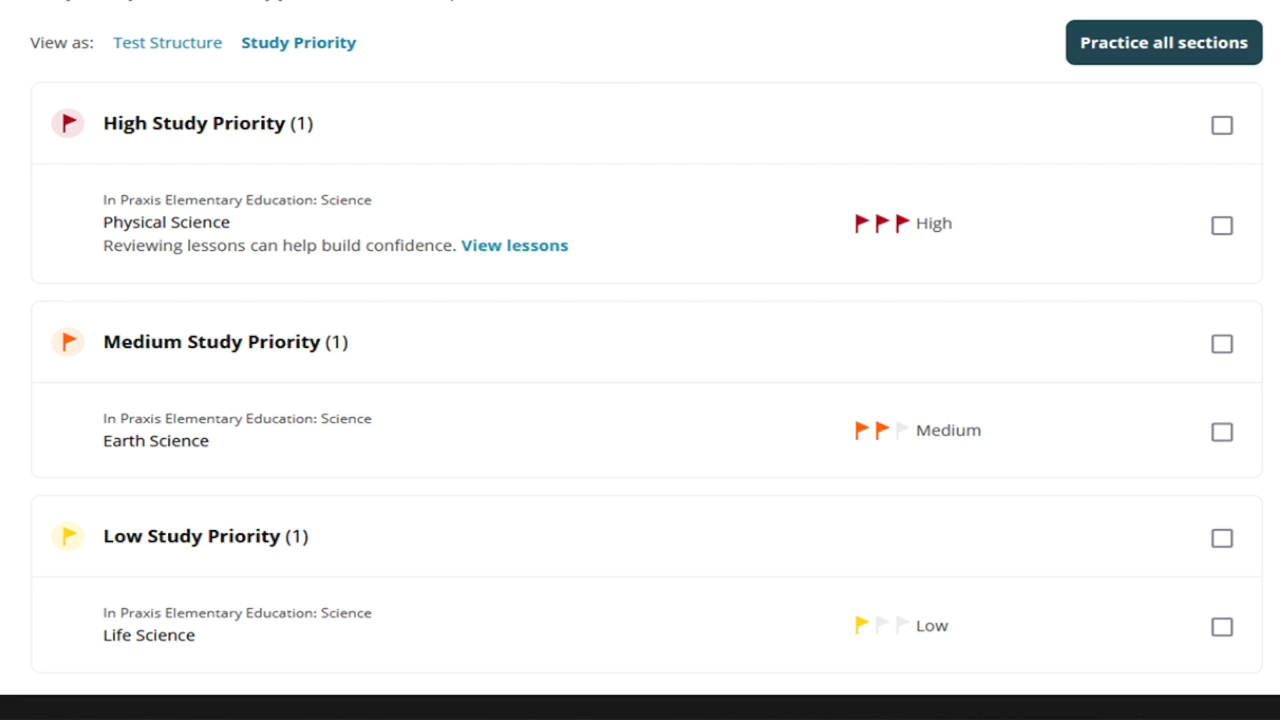 View as: Test Structure Study Priority Practice all sections
High Study Priority (1)
In Praxis Elementary Education: Science
Physical Science
Reviewing lessons can help build confidence. View lessons
High
Medium Study Priority (1)
In Praxis Elementary Education: Science
Earth Science
Medium
Low Study Priority (1)
In Praxis Elementary Education: Science
Life Science
Low